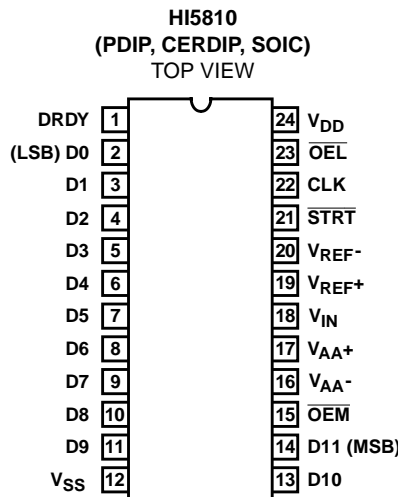 HI5810
(PDIP, CERDIP, SOIC)
TOP VIEW
DRDY 1 24 VDD
(LSB) D0 2 23 OEL
D1 3 22 CLK
D2 4 21 STRT
D3 5 20 VREF-
D4 6 19 VREF+
D5 7 18 VIN
D6 8 17 VAA+
D7 9 16 VAA-
D8 10 15 OEM
D9 11 14 D11 (MSB)
VSS 12 13 D10